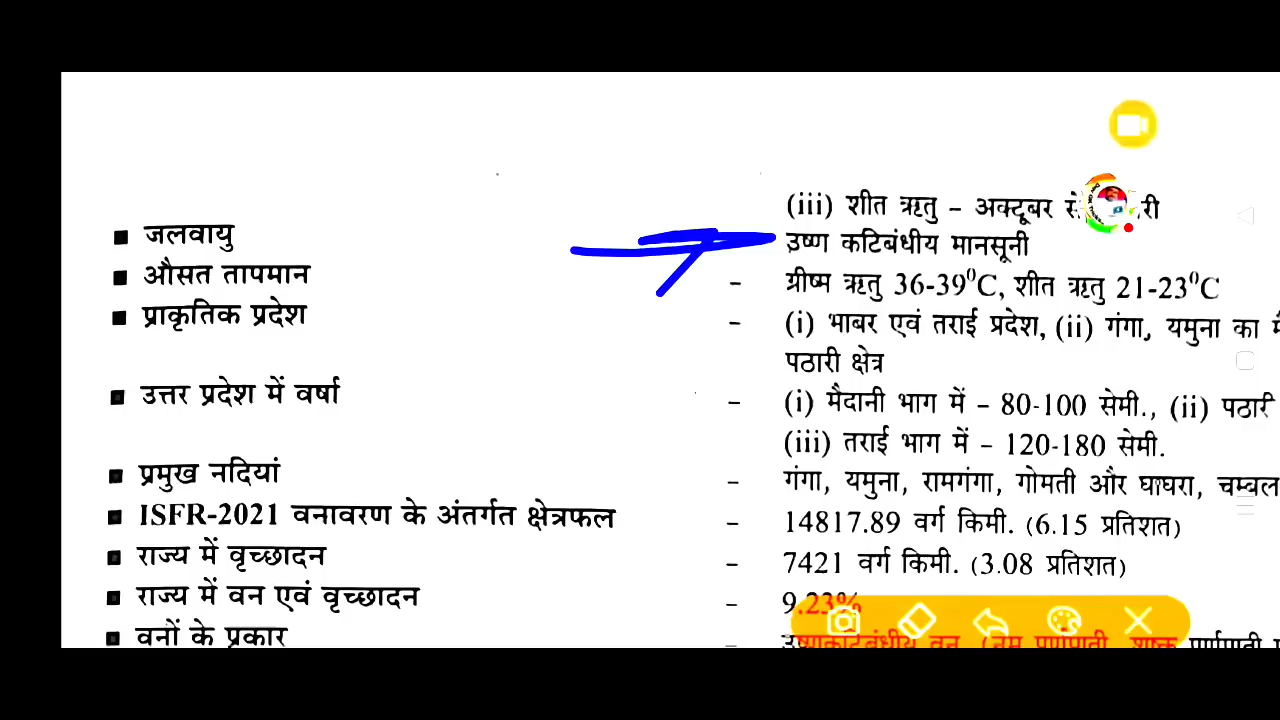 (iii) शीत ऋतु – अक्टूबर
■ जलवायु उष्ण कटिबंधीय मानसूनी
■ औसत तापमान – ग्रीष्म ऋतु 36-39⁰C, शीत ऋतु 21-23⁰C
■ प्राकृतिक प्रदेश – (i) भाबर एवं तराई प्रदेश, (ii) गंगा, यमुना का
पठारी क्षेत्र
■ उत्तर प्रदेश में वर्षा – (i) मैदानी भाग में – 80-100 सेमी., (ii) पठारी
(iii) तराई भाग में – 120-180 सेमी.
■ प्रमुख नदियां – गंगा, यमुना, रामगंगा, गोमती और घाघरा, चम्बल
■ ISFR-2021 वनावरण के अंतर्गत क्षेत्रफल – 14817.89 वर्ग किमी. (6.15 प्रतिशत)
■ राज्य में वृच्छादन – 7421 वर्ग किमी. (3.08 प्रतिशत)
■ राज्य में वन एवं वृच्छादन – 9.23%
■ वनों के प्रकार –